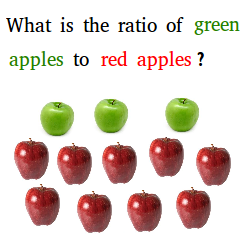 What is the ratio of green
apples to red apples ?